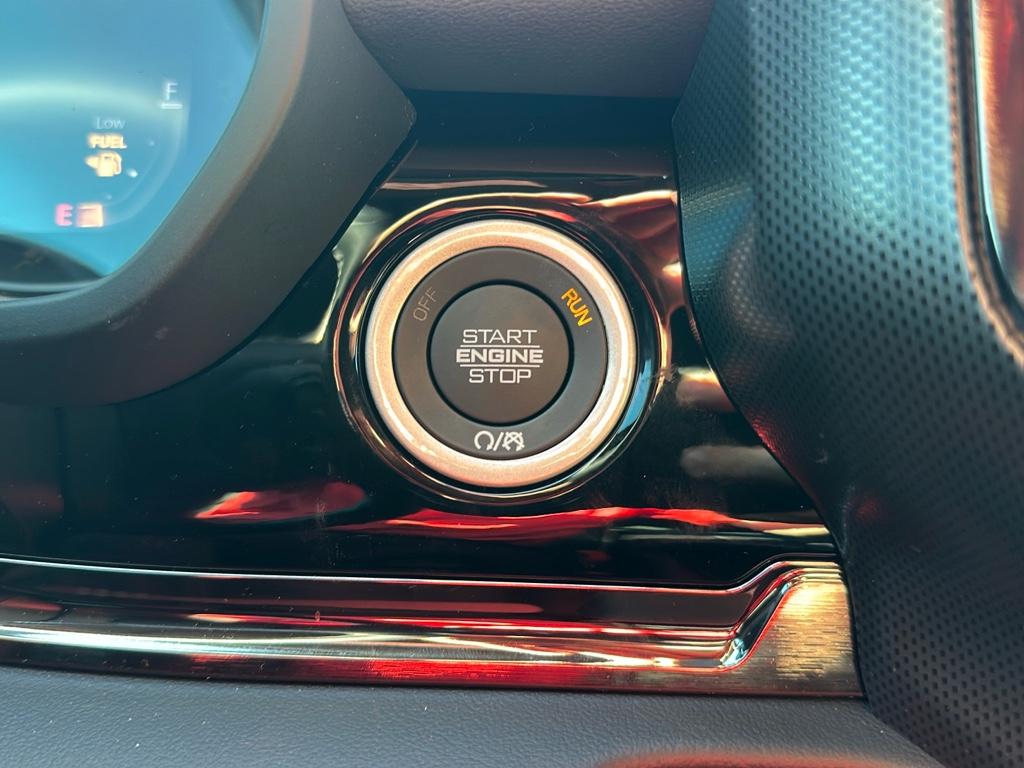 F
Low
FUEL
E
OFF
RUN
START
ENGINE
STOP